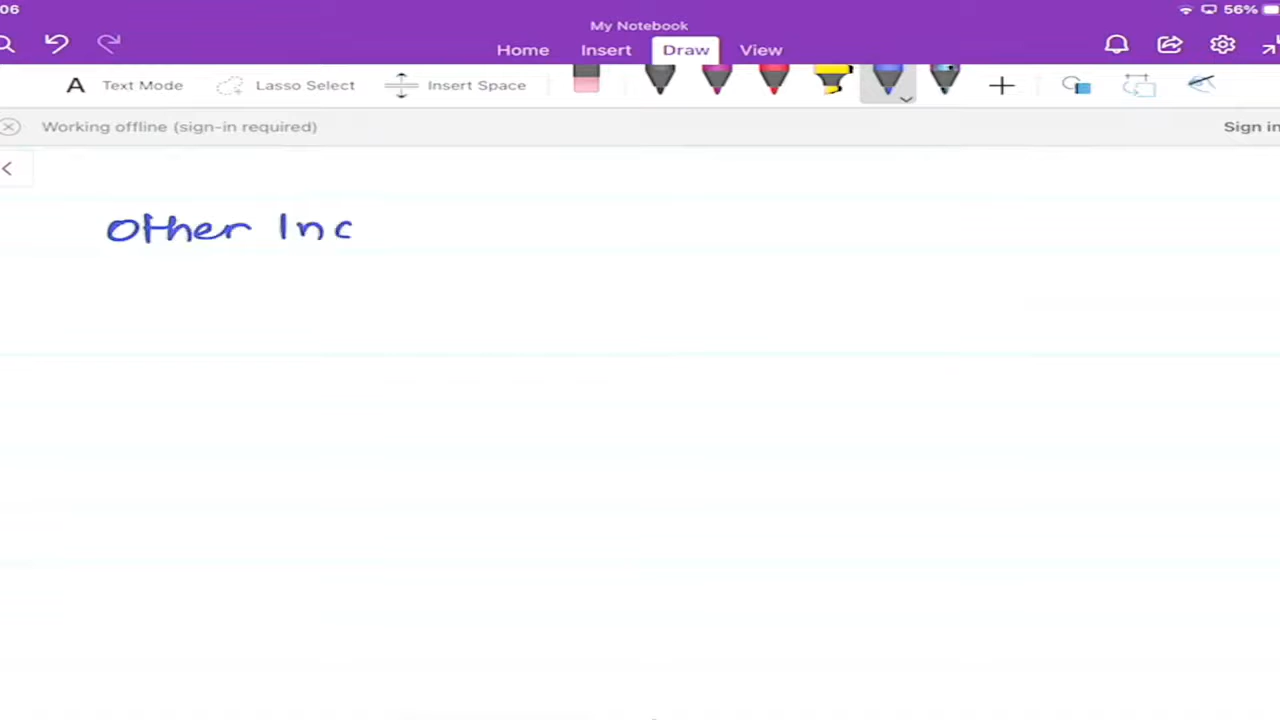 06
My Notebook
56%
Home Insert Draw View
A Text Mode Lasso Select Insert Space
Working offline (sign-in required) Sign in
Other Inc